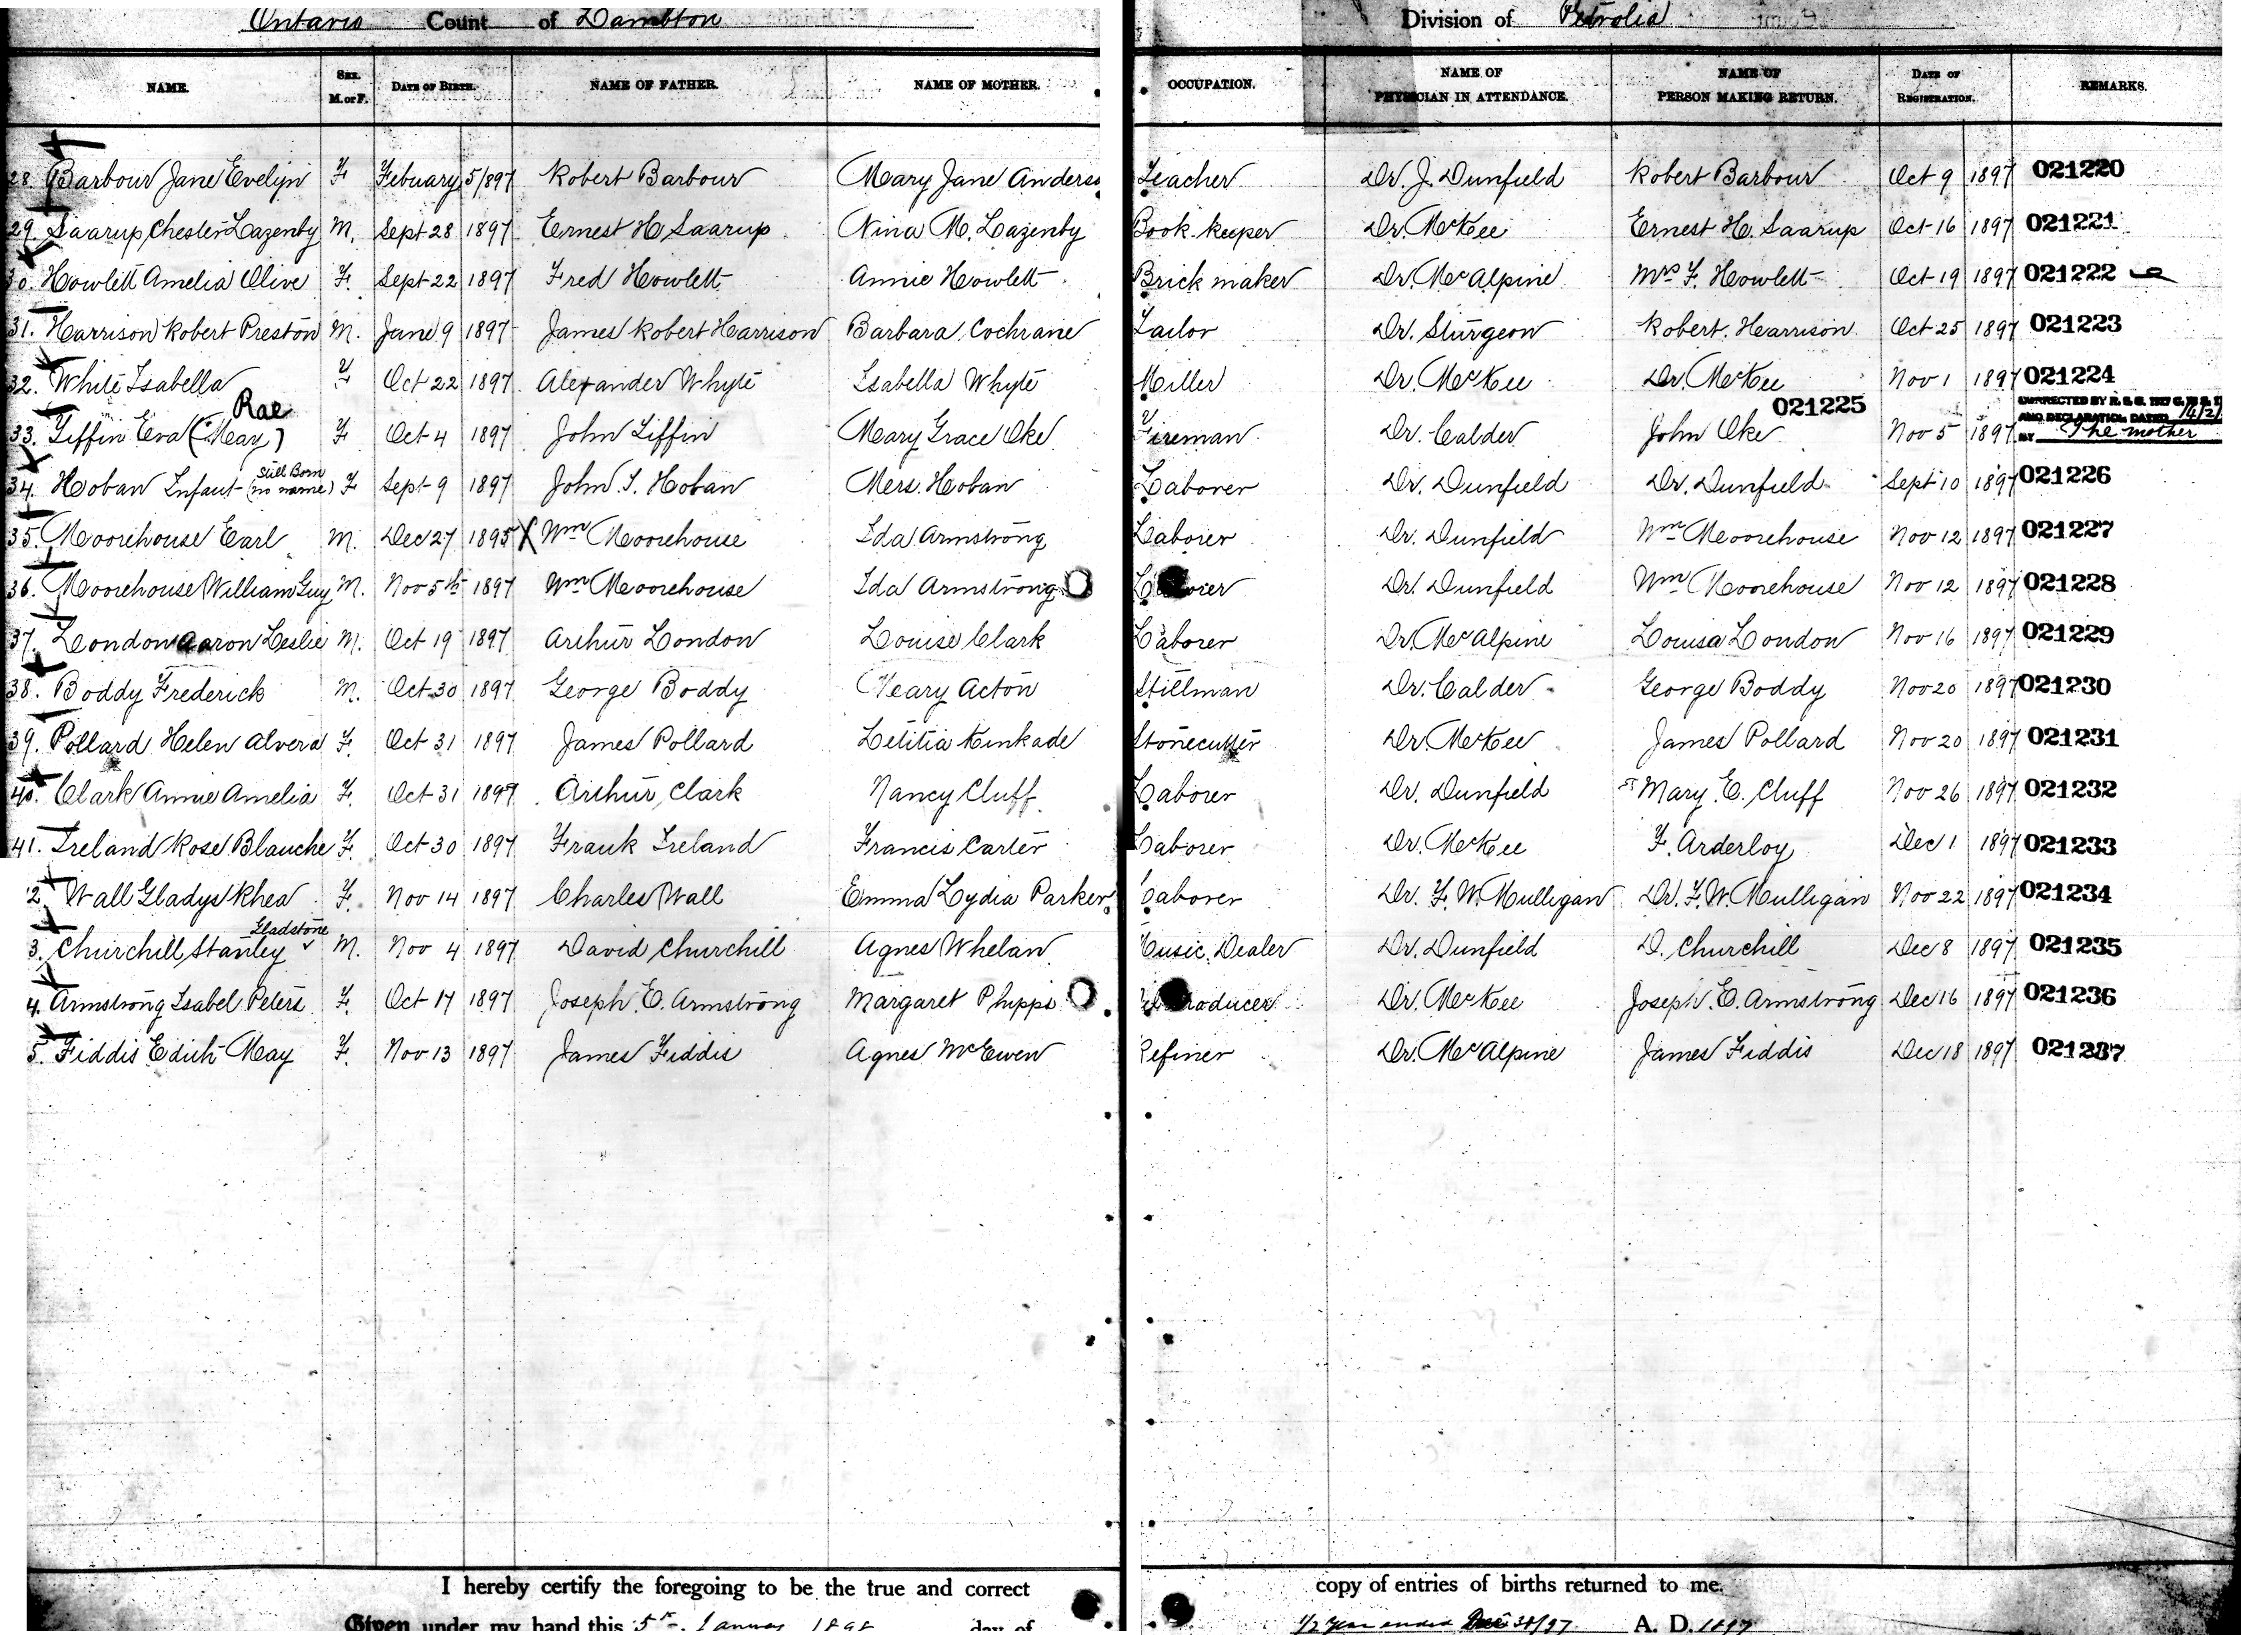 Ontario Count of Lambton Division of Petrolia
NAME. SEX. M. or F. DATE OF BIRTH. NAME OF FATHER. NAME OF MOTHER. OCCUPATION. NAME OF PHYSICIAN IN ATTENDANCE. NAME OF PERSON MAKING RETURN. DATE OF REGISTRATION. REMARKS.
28. Barbour Jane Evelyn F Febuary 5/897 Robert Barbour Mary Jane Anders Teacher Dr. J. Dunfield Robert Barbour Oct 9 1897 021220
29. Saarup Chester Lazenby M. Sept 28 1897 Ernest H Saarup Nina M. Lazenby Book-keeper Dr. McKee Ernest H. Saarup Oct 16 1897 021221
30. Howlett Amelia Olive F. Sept 22 1897 Fred Howlett Annie Howlett Brick maker Dr. McAlpine Mrs F. Howlett Oct 19 1897 021222
31. Harrison Robert Preston M. June 9 1897 James Robert Harrison Barbara Cochrane Tailor Dr. Sturgeon Robert Harrison Oct 25 1897 021223
32. White Isabella F Oct 22 1897 Alexander Whyte Isabella Whyte Miller Dr. McKee Dr. McKee Nov 1 1897 021224
33. Tiffin Eva (May) Rae F Oct 4 1897 John Tiffin Mary Grace Oke Fireman Dr. Calder John Oke 021225 Nov 5 1897 CORRECTED BY AND DECLARATION DATED 14/2/ BY The mother
34. Hoban Infant (Still Born no name) F Sept 9 1897 John. T. Hoban Mers. Hoban Laborer Dr. Dunfield Dr. Dunfield Sept 10 1897 021226
35. Moorehouse Earl M. Dec 27 1895 X Wm Moorehouse Ida Armstrong Laborer Dr. Dunfield Wm Moorehouse Nov 12 1897 021227
36. Moorehouse William Guy M. Nov 5th 1897 Wm Moorehouse Ida Armstrong Laborer Dr. Dunfield Wm Moorehouse Nov 12 1897 021228
37. London Aaron Leslie M. Oct 19 1897 Arthur London Louise Clark Laborer Dr. McAlpine Louisa London Nov 16 1897 021229
38. Boddy Frederick M. Oct 30 1897 George Boddy Mary Acton Stillman Dr. Calder George Boddy Nov 20 1897 021230
39. Pollard Helen Alvera F. Oct 31 1897 James Pollard Letitia Kinkade Stonecutter Dr. McKee James Pollard Nov 20 1897 021231
40. Clark Annie Amelia F. Oct 31 1897 Arthur Clark Nancy Cluff Laborer Dr. Dunfield Mary. E. Cluff Nov 26 1897 021232
41. Ireland Rose Blanche F. Oct 30 1897 Frank Ireland Francis Carter Laborer Dr. McKee F. Arderloy Dec 1 1897 021233
2. Wall Gladys Rhea F. Nov 14 1897 Charles Wall Emma Lydia Parker Laborer Dr. F. W. Mulligan Dr. F. W. Mulligan Nov 22 1897 021234
3. Churchill Stanley Gladstone M. Nov 4 1897 David Churchill Agnes Whelan Music Dealer Dr. Dunfield D. Churchill Dec 8 1897 021235
4. Armstrong Isabel Peters F. Oct 17 1897 Joseph. E. Armstrong Margaret Phipps roducer Dr. McKee Joseph. E. Armstrong Dec 16 1897 021236
5. Fiddis Edith May F. Nov 13 1897 James Fiddis Agnes McEwen Refiner Dr. McAlpine James Fiddis Dec 18 1897 021237
I hereby certify the foregoing to be the true and correct copy of entries of births returned to me.
Given under my hand this 5th January 1898 day of 1/2 Year ended Dec 31/97 A. D. 1897